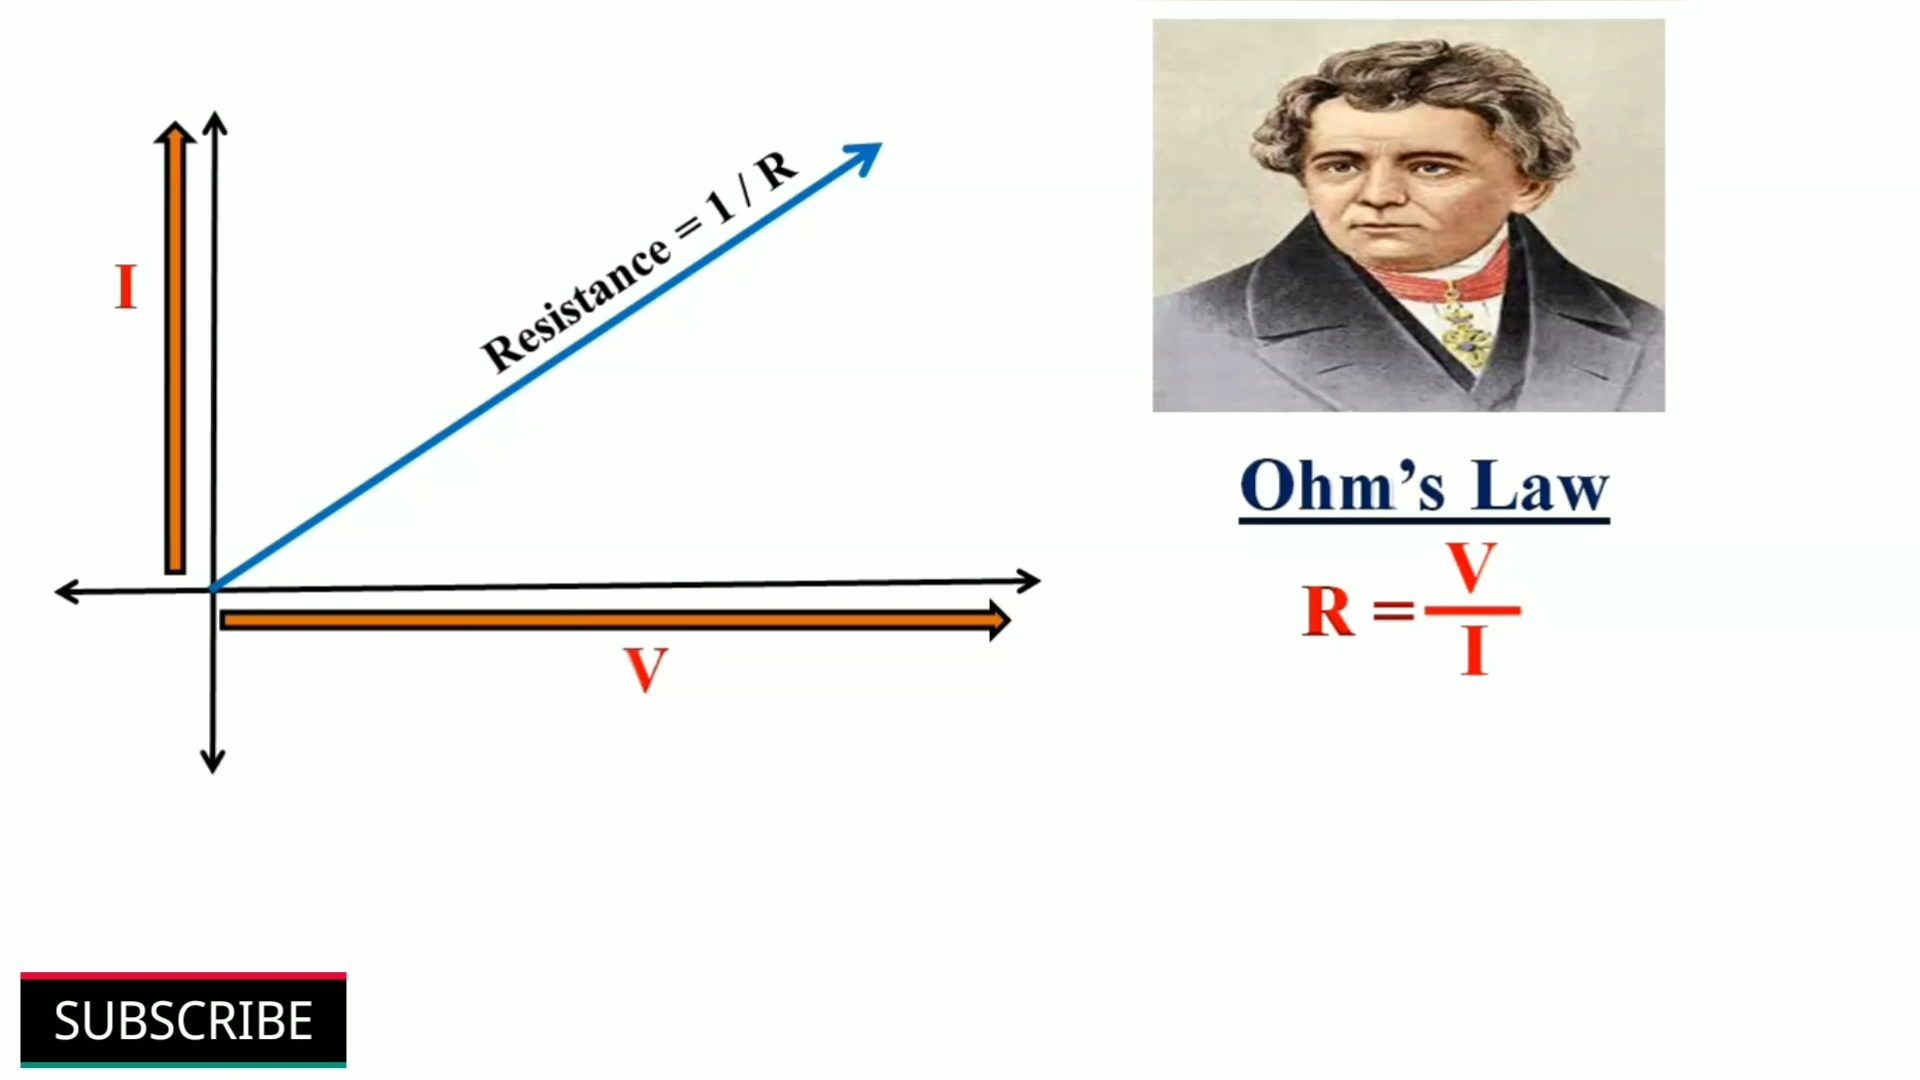 I
Resistance = 1 / R
V
Ohm's Law
R = V
I
SUBSCRIBE